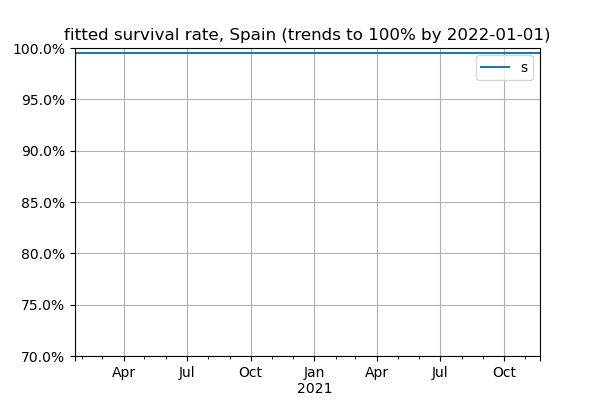 fitted survival rate, Spain (trends to 100% by 2022-01-01)
100.0%
s
95.0%
90.0%
85.0%
80.0%
75.0%
70.0%
Apr Jul Oct Jan Apr Jul Oct
2021